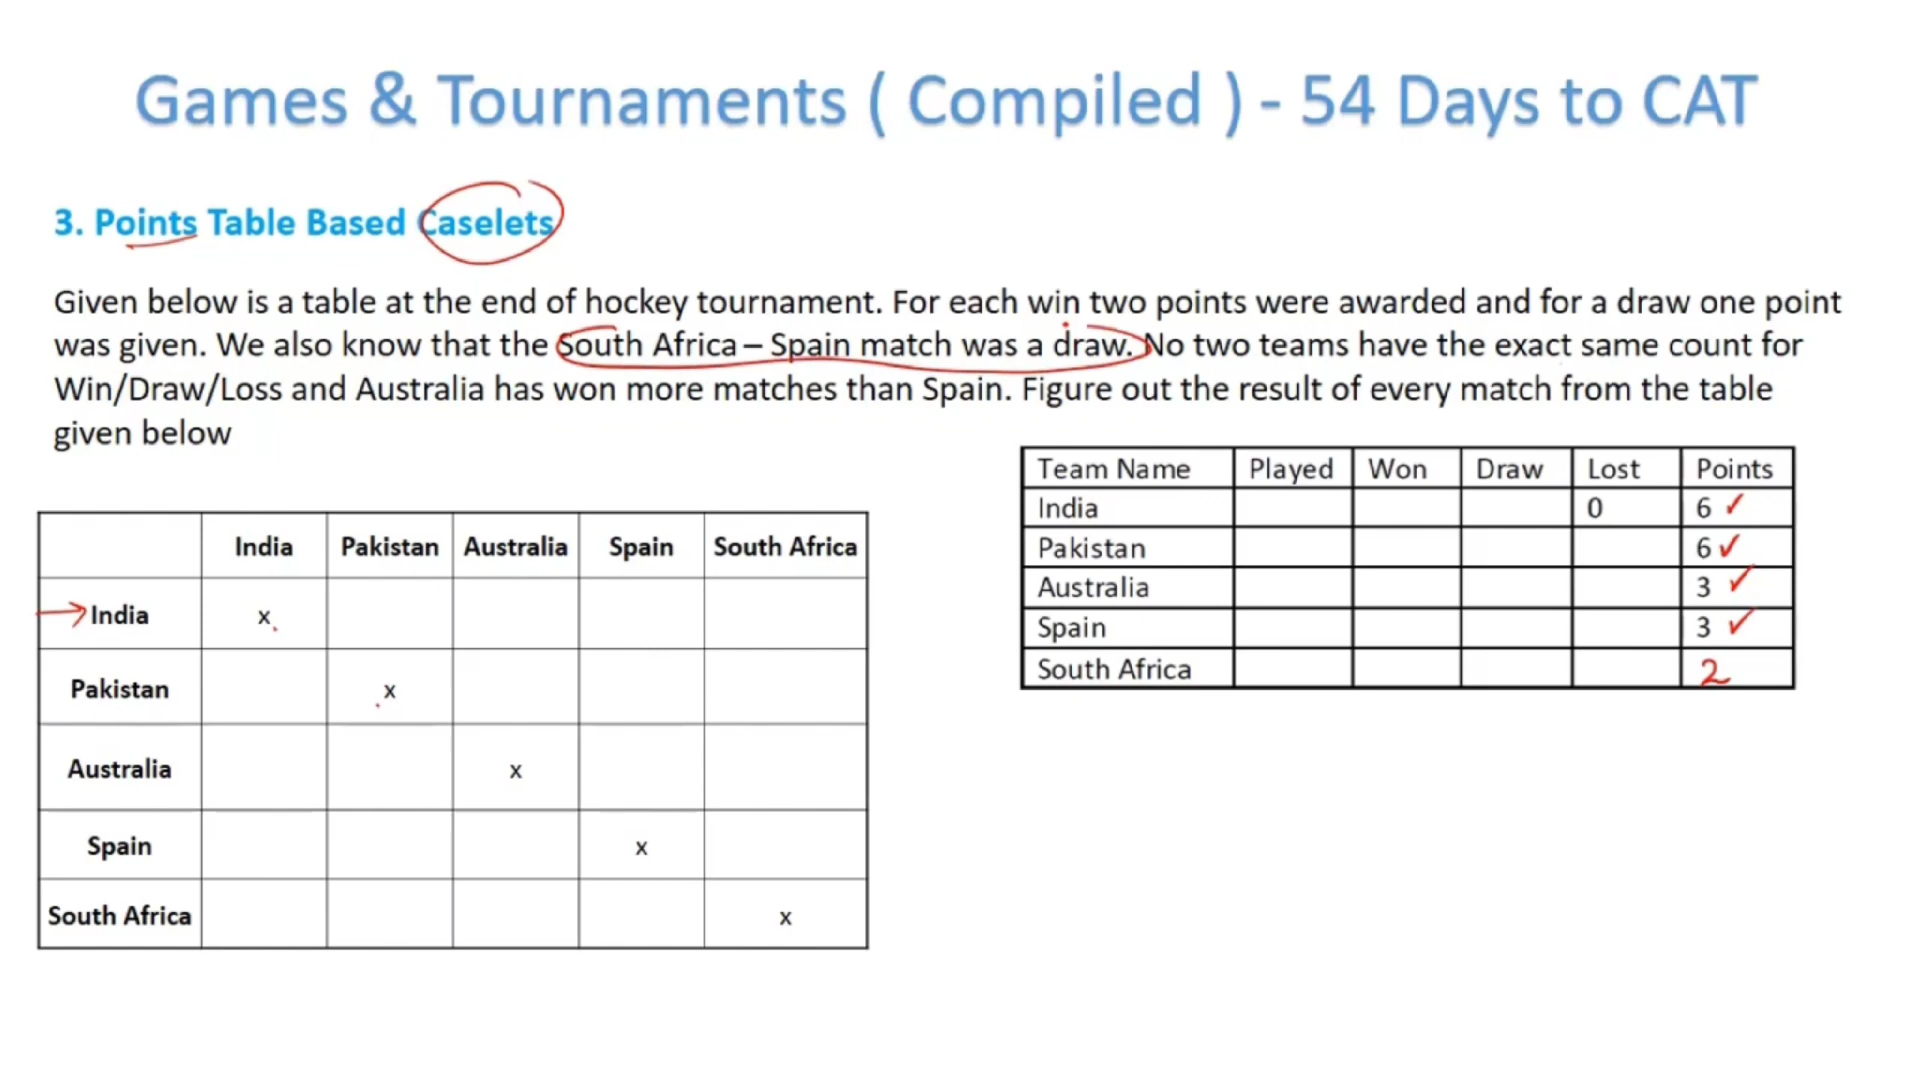 Games & Tournaments ( Compiled ) - 54 Days to CAT
3. Points Table Based Caselets
Given below is a table at the end of hockey tournament. For each win two points were awarded and for a draw one point
was given. We also know that the South Africa – Spain match was a draw. No two teams have the exact same count for
Win/Draw/Loss and Australia has won more matches than Spain. Figure out the result of every match from the table
given below
Team Name Played Won Draw Lost Points
India 0 6
Pakistan 6
Australia 3
Spain 3
South Africa 2
India Pakistan Australia Spain South Africa
India x
Pakistan x
Australia x
Spain x
South Africa x